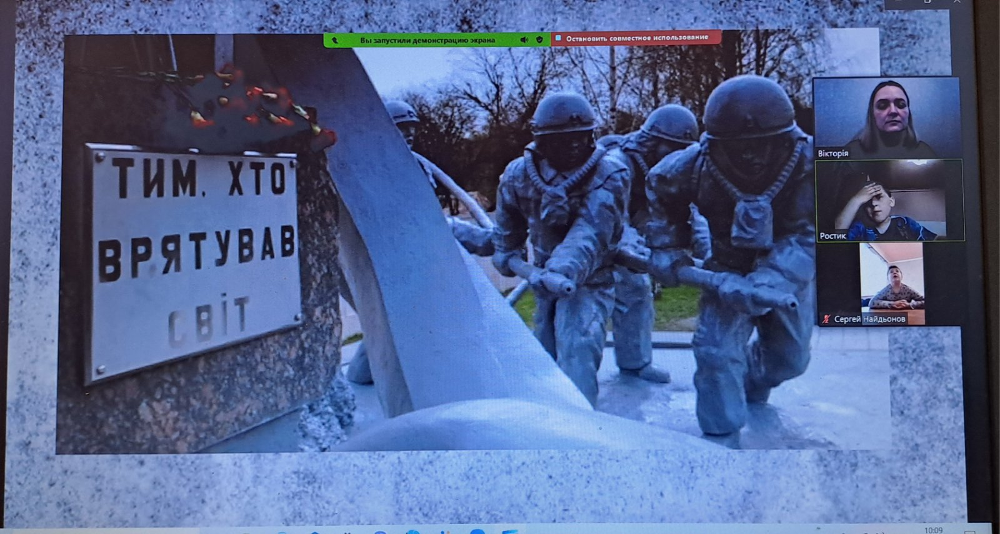 Вы запустили демонстрацию экрана
Остановить совместное использование
ТИМ, ХТО
ВРЯТУВАВ
СВІТ
Вікторія
Ростик
Сергей Найдьонов
10:09